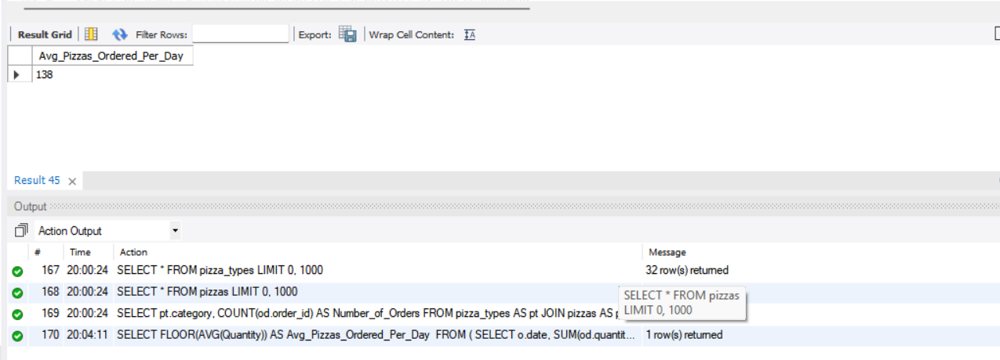 Result Grid Filter Rows: Export: Wrap Cell Content: IA
Avg_Pizzas_Ordered_Per_Day
138
Result 45 ×
Output
Action Output
# Time Action Message
167 20:00:24 SELECT * FROM pizza_types LIMIT 0, 1000 32 row(s) returned
168 20:00:24 SELECT * FROM pizzas LIMIT 0, 1000
SELECT * FROM pizzas
LIMIT 0, 1000
169 20:00:24 SELECT pt.category, COUNT(od.order_id) AS Number_of_Orders FROM pizza_types AS pt JOIN pizzas AS
170 20:04:11 SELECT FLOOR(AVG(Quantity)) AS Avg_Pizzas_Ordered_Per_Day FROM ( SELECT o.date, SUM(od.quantit... 1 row(s) returned